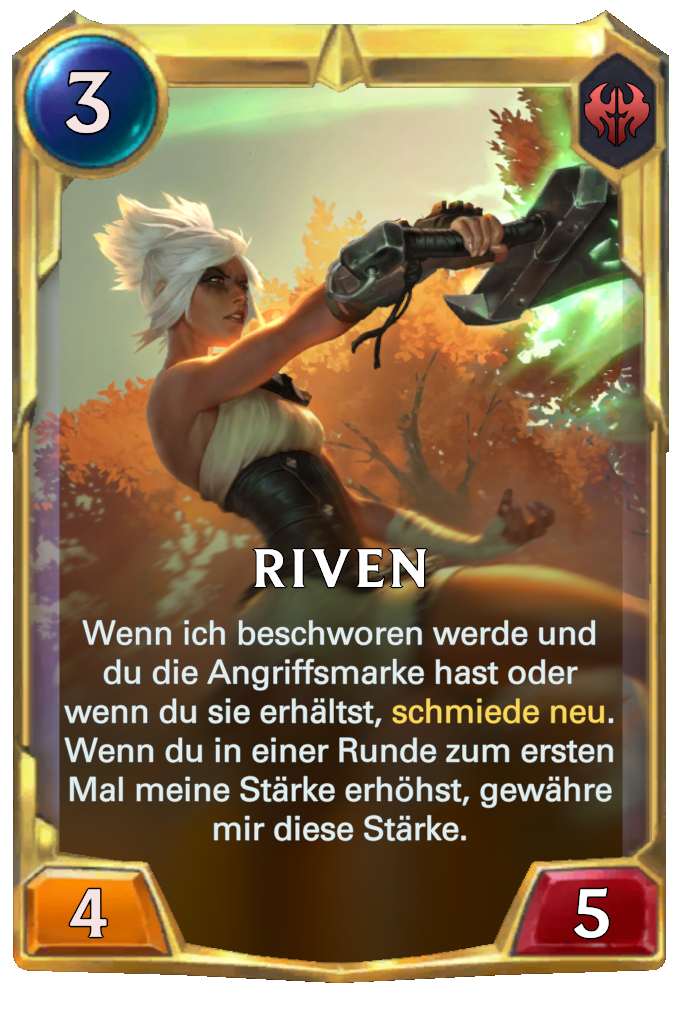 3
RIVEN
Wenn ich beschworen werde und
du die Angriffsmarke hast oder
wenn du sie erhältst, schmiede neu.
Wenn du in einer Runde zum ersten
Mal meine Stärke erhöhst, gewähre
mir diese Stärke.
4
5